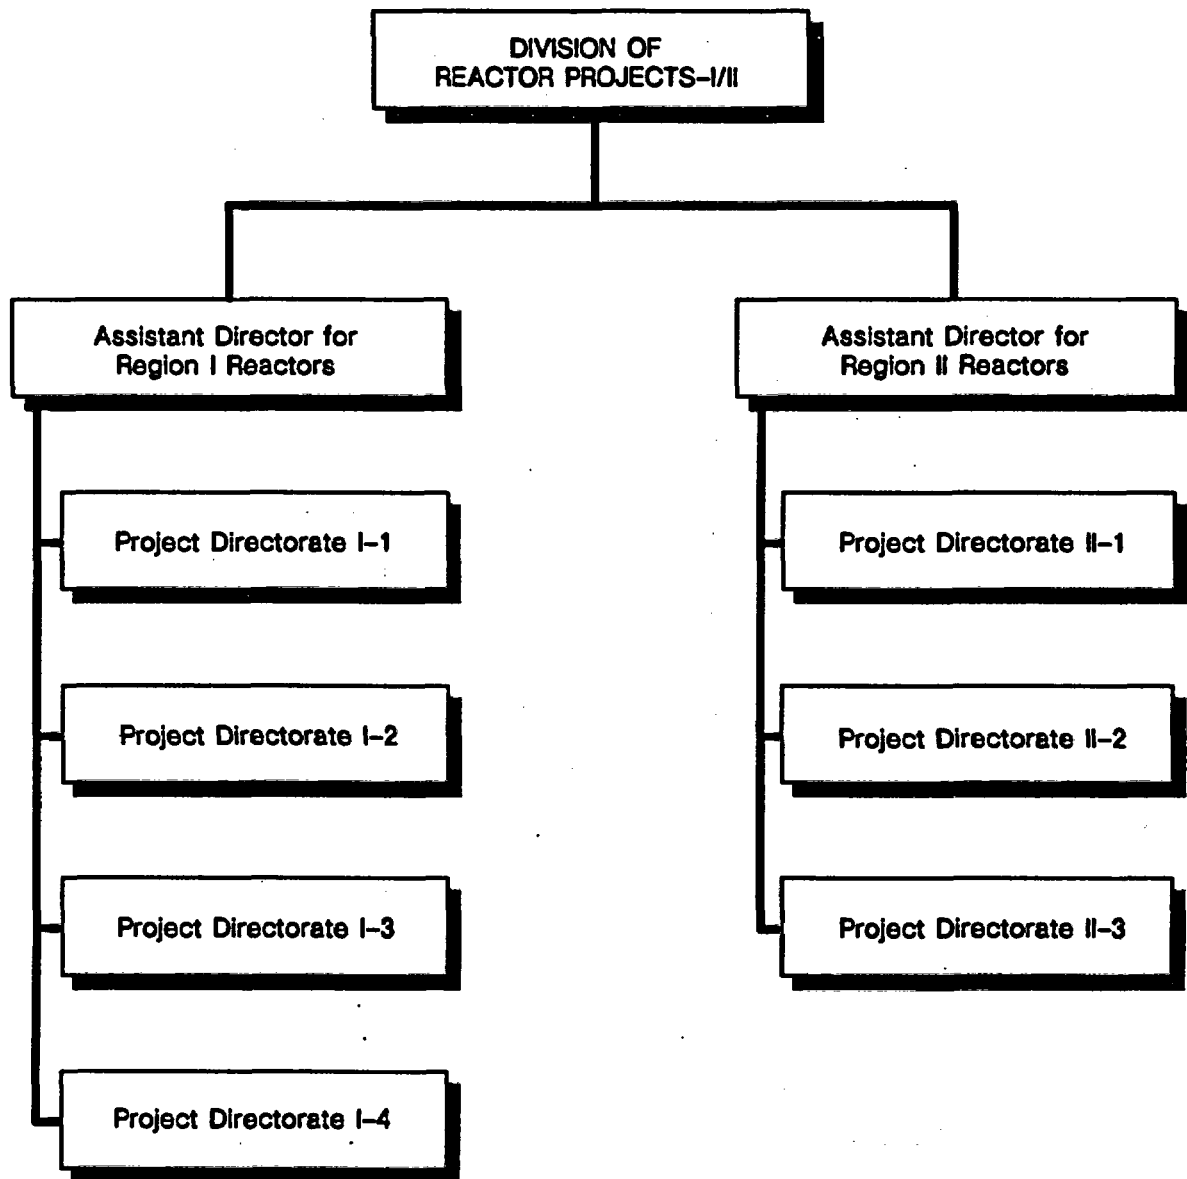 DIVISION OF
REACTOR PROJECTS-I/II
Assistant Director for
Region I Reactors
Project Directorate I-1
Project Directorate I-2
Project Directorate I-3
Project Directorate I-4
Assistant Director for
Region II Reactors
Project Directorate II-1
Project Directorate II-2
Project Directorate II-3